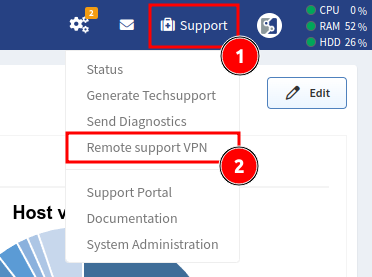 2
Support
CPU 0 %
RAM 52 %
HDD 26 %
1
Status
Generate Techsupport
Send Diagnostics
Remote support VPN
2
Edit
Support Portal
Documentation
System Administration
Host v